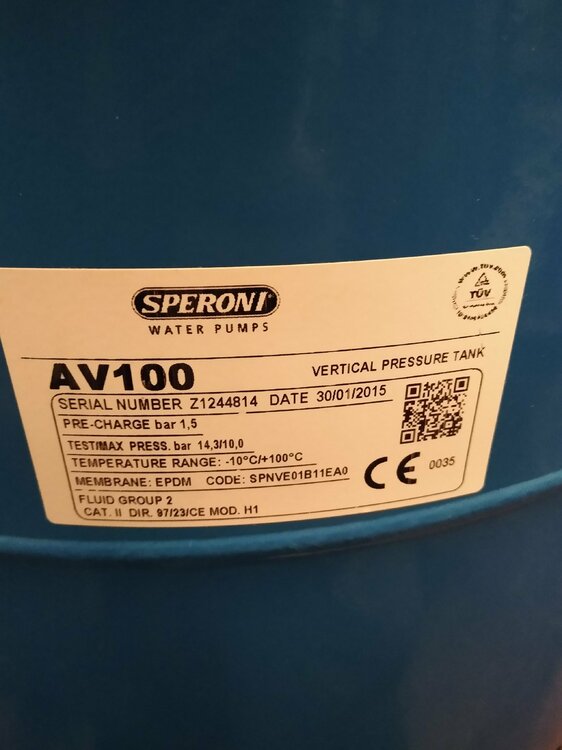 SPERONI®
WATER PUMPS
TÜV
AV100
VERTICAL PRESSURE TANK
SERIAL NUMBER Z1244814 DATE 30/01/2015
PRE-CHARGE bar 1,5
TEST/MAX PRESS. bar 14,3/10,0
TEMPERATURE RANGE: -10°C/+100°C
MEMBRANE: EPDM CODE: SPNVE01B11EA0
FLUID GROUP 2
CAT. II DIR. 97/23/CE MOD. H1
CE 0035